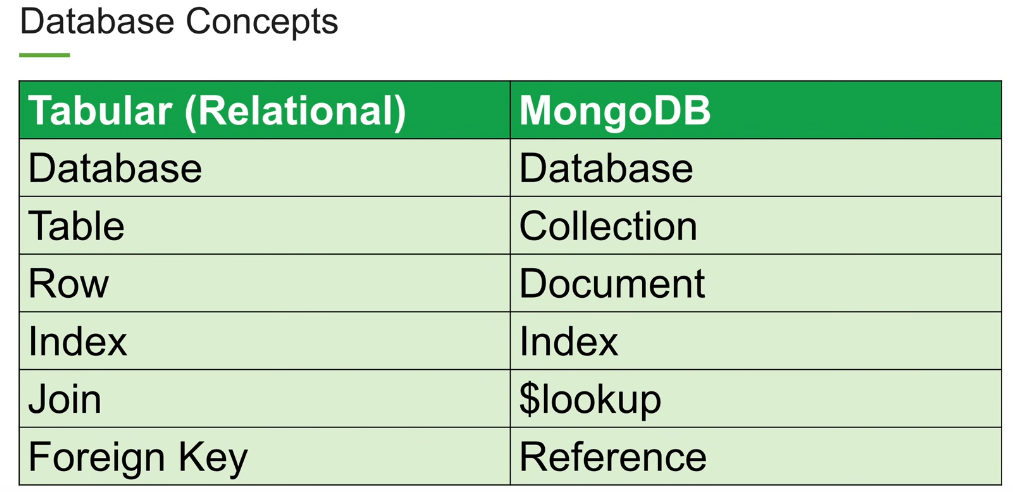 Database Concepts
Tabular (Relational) MongoDB
Database Database
Table Collection
Row Document
Index Index
Join $lookup
Foreign Key Reference